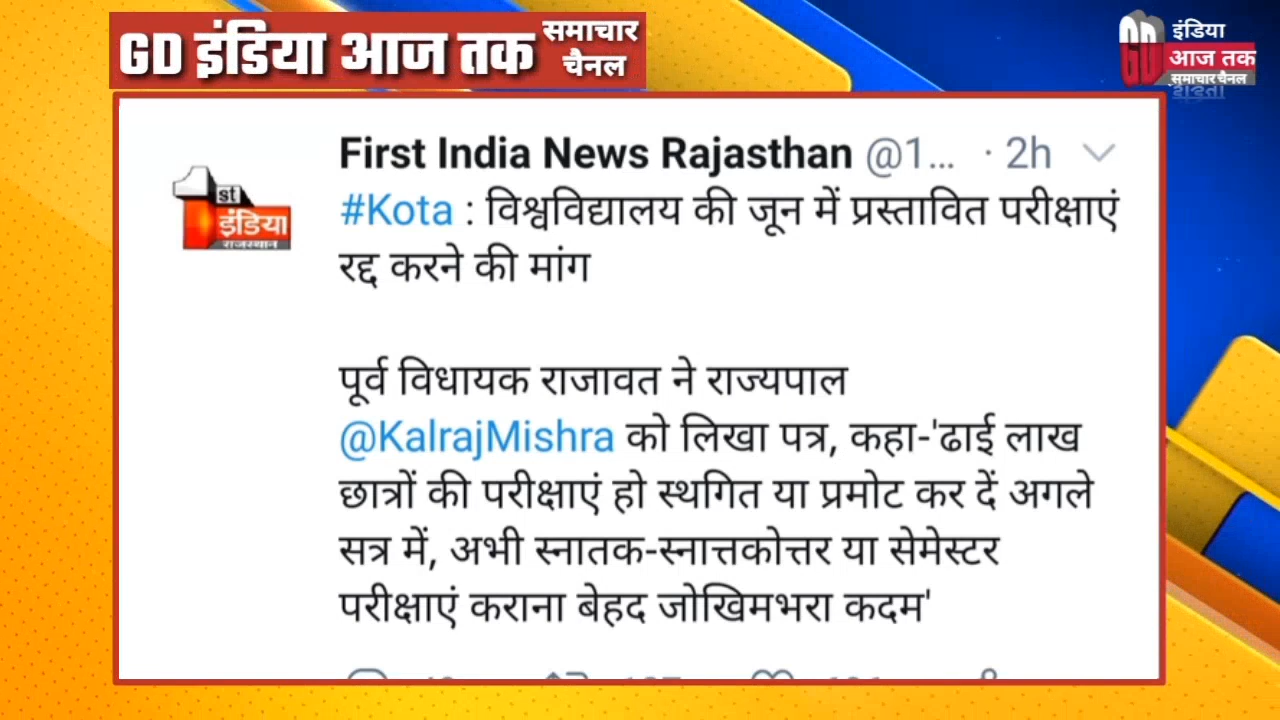 GD इंडिया आज तक
समाचार
चैनल
GD
इंडिया
आज तक
समाचार चैनल
First India News Rajasthan @1... · 2h
1st
इंडिया
राजस्थान
#Kota : विश्वविद्यालय की जून में प्रस्तावित परीक्षाएं
रद्द करने की मांग
पूर्व विधायक राजावत ने राज्यपाल
@KalrajMishra को लिखा पत्र, कहा-'ढाई लाख
छात्रों की परीक्षाएं हो स्थगित या प्रमोट कर दें अगले
सत्र में, अभी स्नातक-स्नात्तकोत्तर या सेमेस्टर
परीक्षाएं कराना बेहद जोखिमभरा कदम'